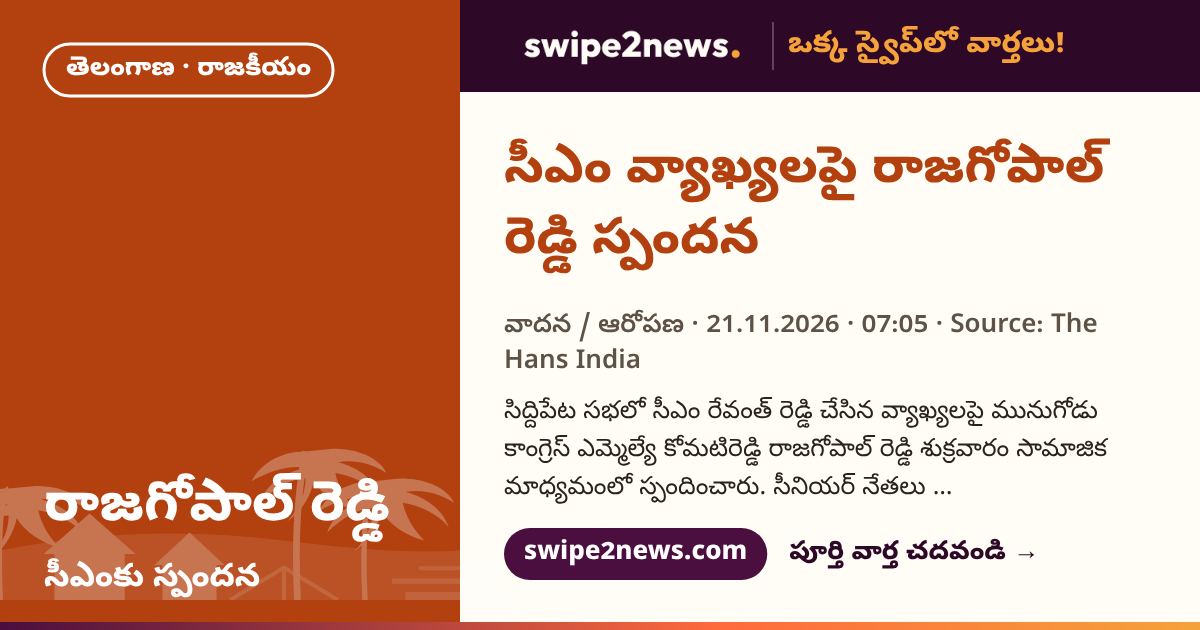 తెలంగాణ · రాజకీయం
రాజగోపాల్ రెడ్డి
సీఎంకు స్పందన
swipe2news.
ఒక్క స్వైప్‌లో వార్తలు!
సీఎం వ్యాఖ్యలపై రాజగోపాల్
రెడ్డి స్పందన
వాదన / ఆరోపణ · 21.11.2026 · 07:05 · Source: The
Hans India
సిద్దిపేట సభలో సీఎం రేవంత్ రెడ్డి చేసిన వ్యాఖ్యలపై మునుగోడు
కాంగ్రెస్ ఎమ్మెల్యే కోమటిరెడ్డి రాజగోపాల్ రెడ్డి శుక్రవారం సామాజిక
మాధ్యమంలో స్పందించారు. సీనియర్ నేతలు ...
swipe2news.com
పూర్తి వార్త చదవండి →